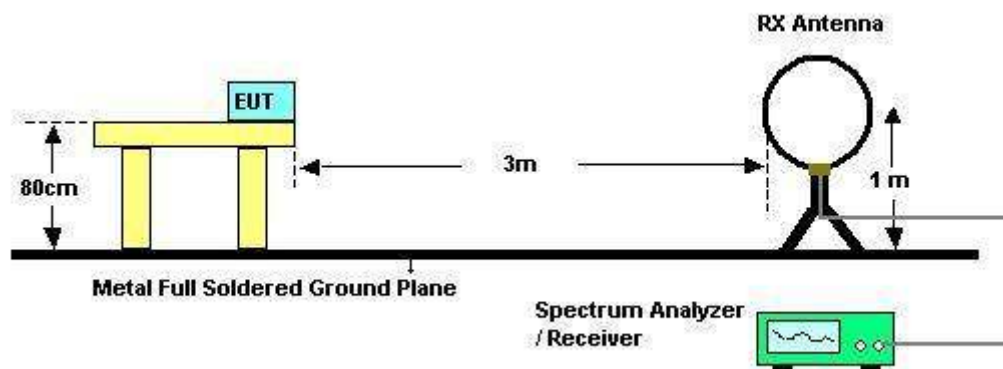 RX Antenna
EUT
3m
80cm
1 m
Metal Full Soldered Ground Plane
Spectrum Analyzer
/ Receiver